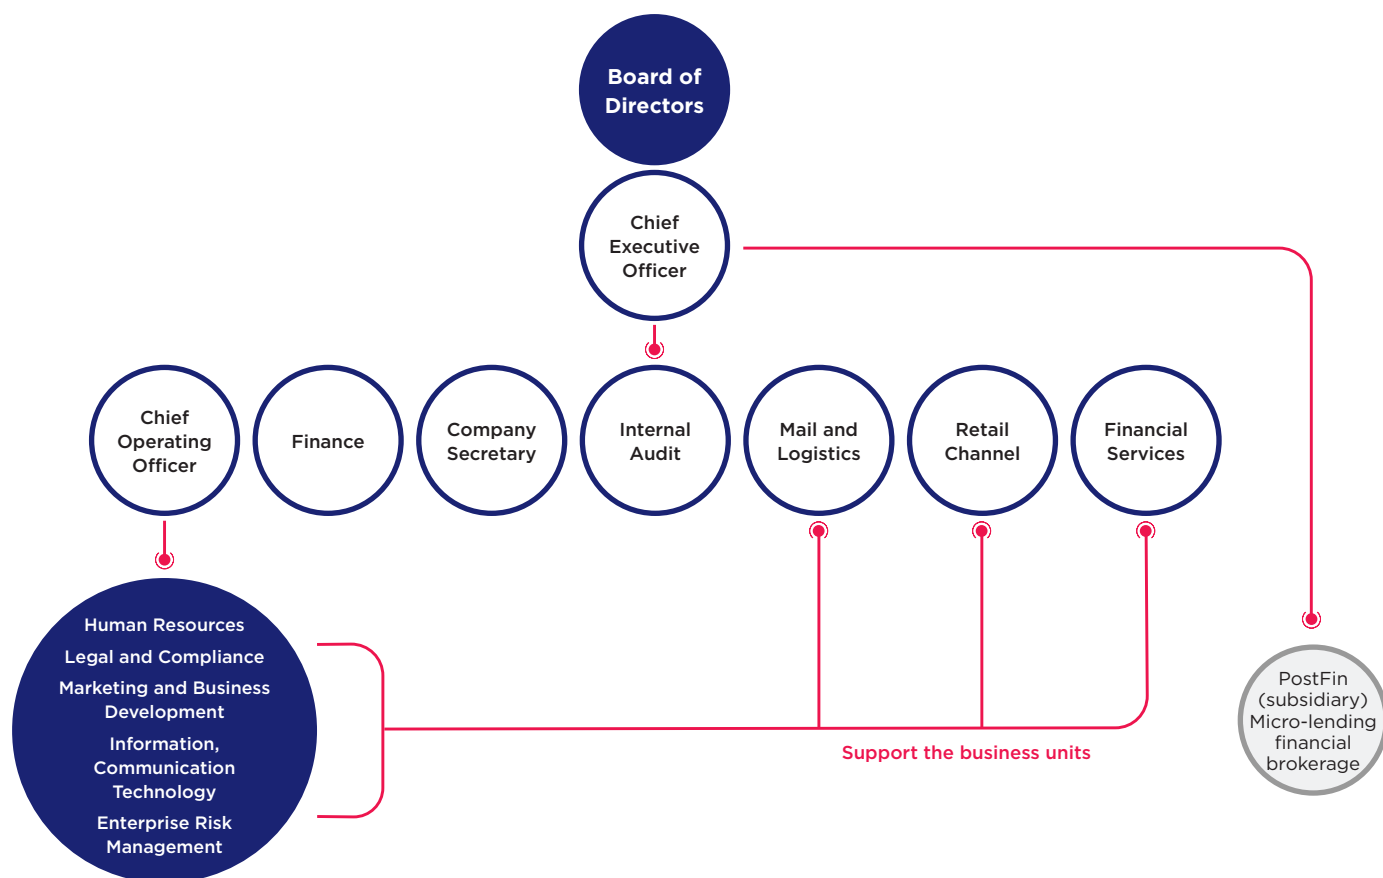 Board of
Directors
Chief
Executive
Officer
Chief
Operating
Officer
Finance
Company
Secretary
Internal
Audit
Mail and
Logistics
Retail
Channel
Financial
Services
Human Resources
Legal and Compliance
Marketing and Business
Development
Information,
Communication
Technology
Enterprise Risk
Management
Support the business units
PostFin
(subsidiary)
Micro-lending
financial
brokerage